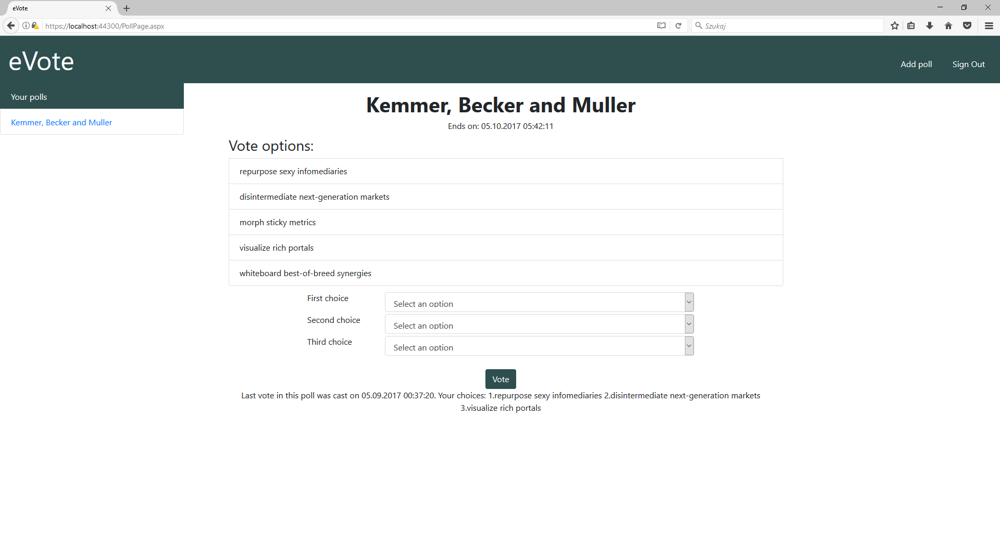 eVote
https://localhost:44300/PollPage.aspx
Szukaj
eVote
Add poll
Sign Out
Your polls
Kemmer, Becker and Muller
Kemmer, Becker and Muller
Ends on: 05.10.2017 05:42:11
Vote options:
repurpose sexy infomediaries
disintermediate next-generation markets
morph sticky metrics
visualize rich portals
whiteboard best-of-breed synergies
First choice
Select an option
Second choice
Select an option
Third choice
Select an option
Vote
Last vote in this poll was cast on 05.09.2017 00:37:20. Your choices: 1.repurpose sexy infomediaries 2.disintermediate next-generation markets
3.visualize rich portals